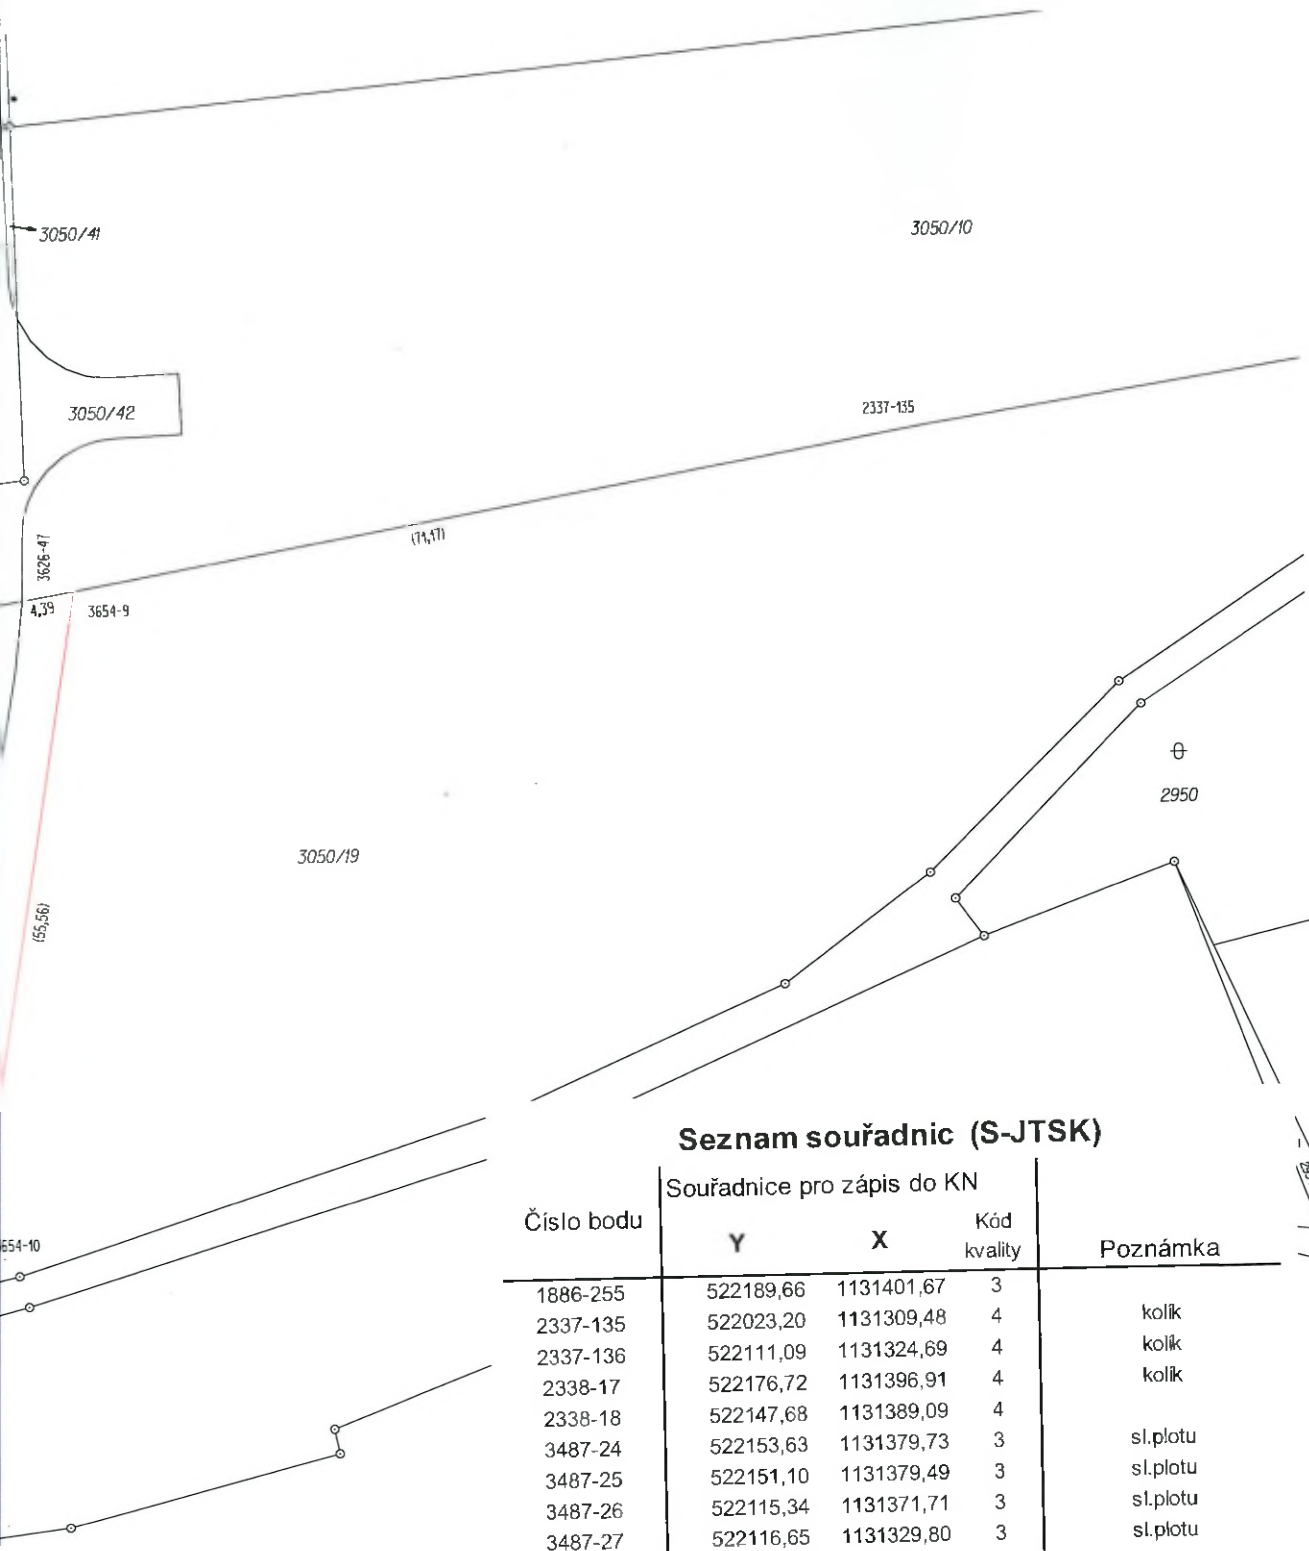 3050/41
3050/10
3050/42
2337-135
(71,17)
3626-47
4,39
3654-9
2950
3050/19
(55,56)
Seznam souřadnic (S-JTSK)
Souřadnice pro zápis do KN
Číslo bodu Y X Kód kvality Poznámka
654-10
1886-255 522189,66 1131401,67 3
2337-135 522023,20 1131309,48 4 kolík
2337-136 522111,09 1131324,69 4 kolík
2338-17 522176,72 1131396,91 4 kolík
2338-18 522147,68 1131389,09 4
3487-24 522153,63 1131379,73 3 sl.plotu
3487-25 522151,10 1131379,49 3 sl.plotu
3487-26 522115,34 1131371,71 3 sl.plotu
3487-27 522116,65 1131329,80 3 sl.plotu